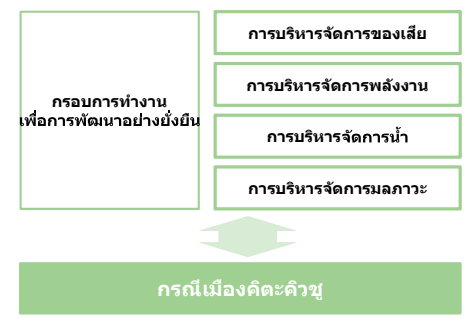 กรอบการทำงาน
เพื่อการพัฒนาอย่างยั่งยืน
การบริหารจัดการของเสีย
การบริหารจัดการพลังงาน
การบริหารจัดการน้ำ
การบริหารจัดการมลภาวะ
กรณีเมืองคิตะคิวชู